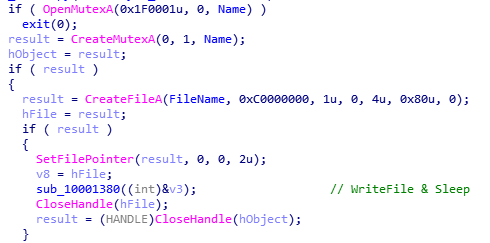 if ( OpenMutexA(0x1F0001u, 0, Name) )
exit(0);
result = CreateMutexA(0, 1, Name);
hObject = result;
if ( result )
{
result = CreateFileA(FileName, 0xC0000000, 1u, 0, 4u, 0x80u, 0);
hFile = result;
if ( result )
{
SetFilePointer(result, 0, 0, 2u);
v8 = hFile;
sub_10001380((int)&v3); // WriteFile & Sleep
CloseHandle(hFile);
result = (HANDLE)CloseHandle(hObject);
}